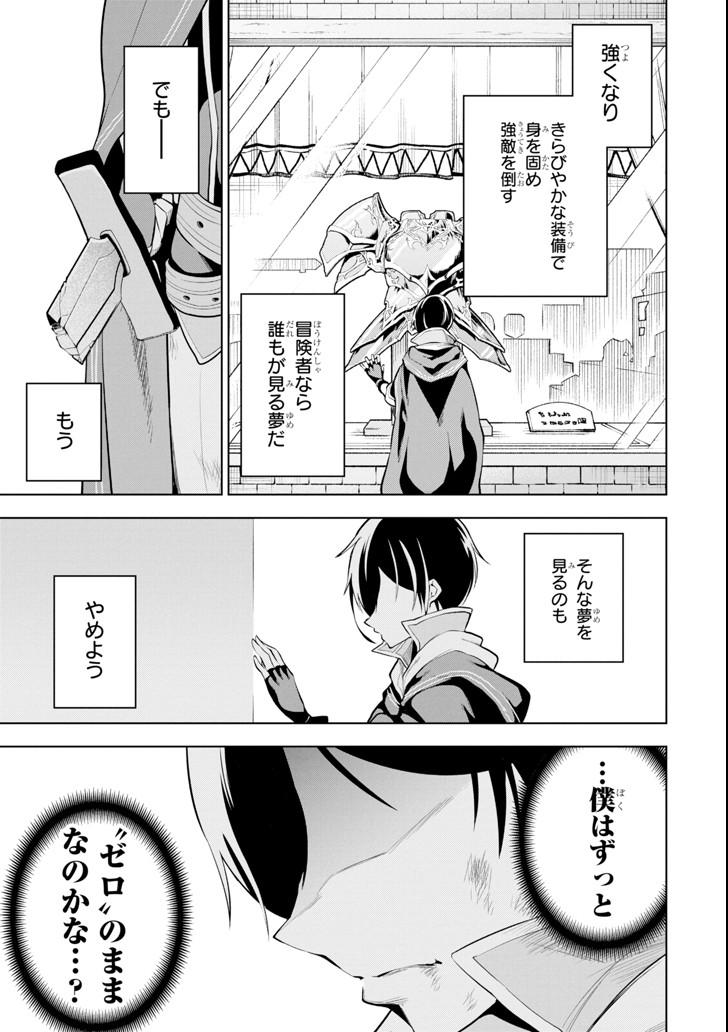 強くなり
きらびやかな装備で
身を固め
強敵を倒す
冒険者なら
誰もが見る夢だ
でも──
もう
そんな夢を
見るのも
やめよう
…僕はずっと
〝ゼロ〟のまま
なのかな…？